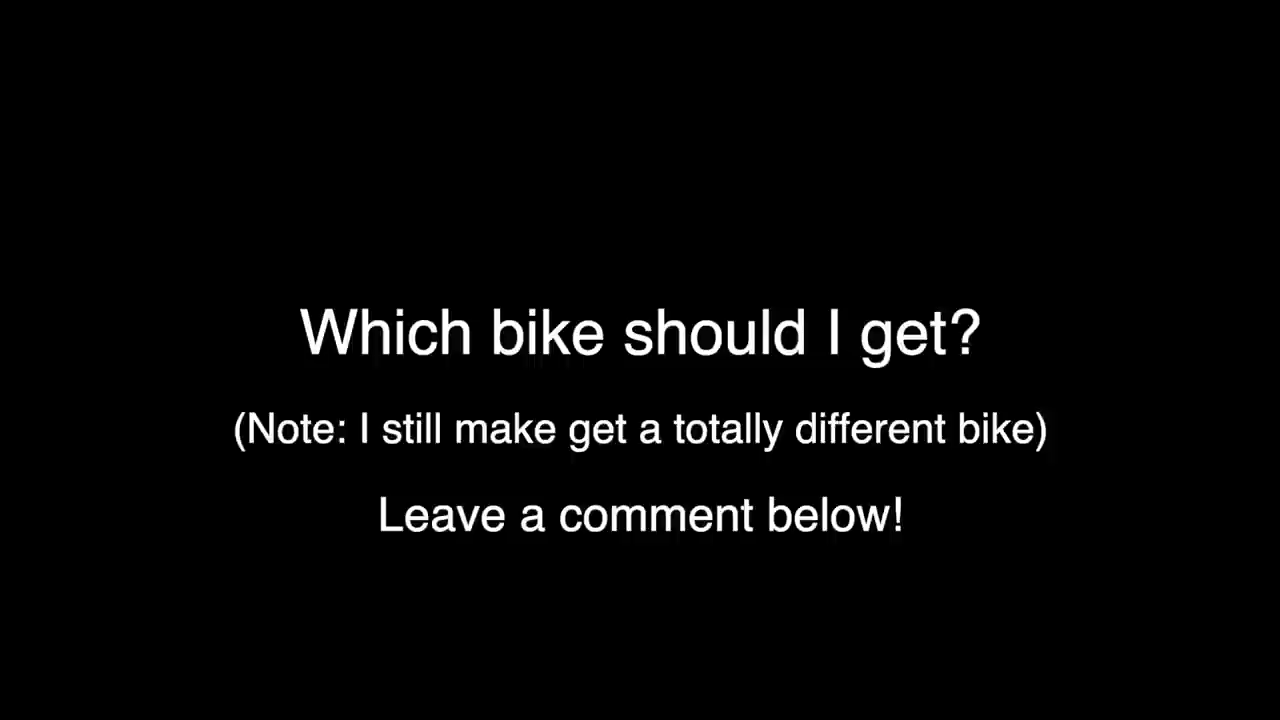 Which bike should I get?
(Note: I still make get a totally different bike)
Leave a comment below!